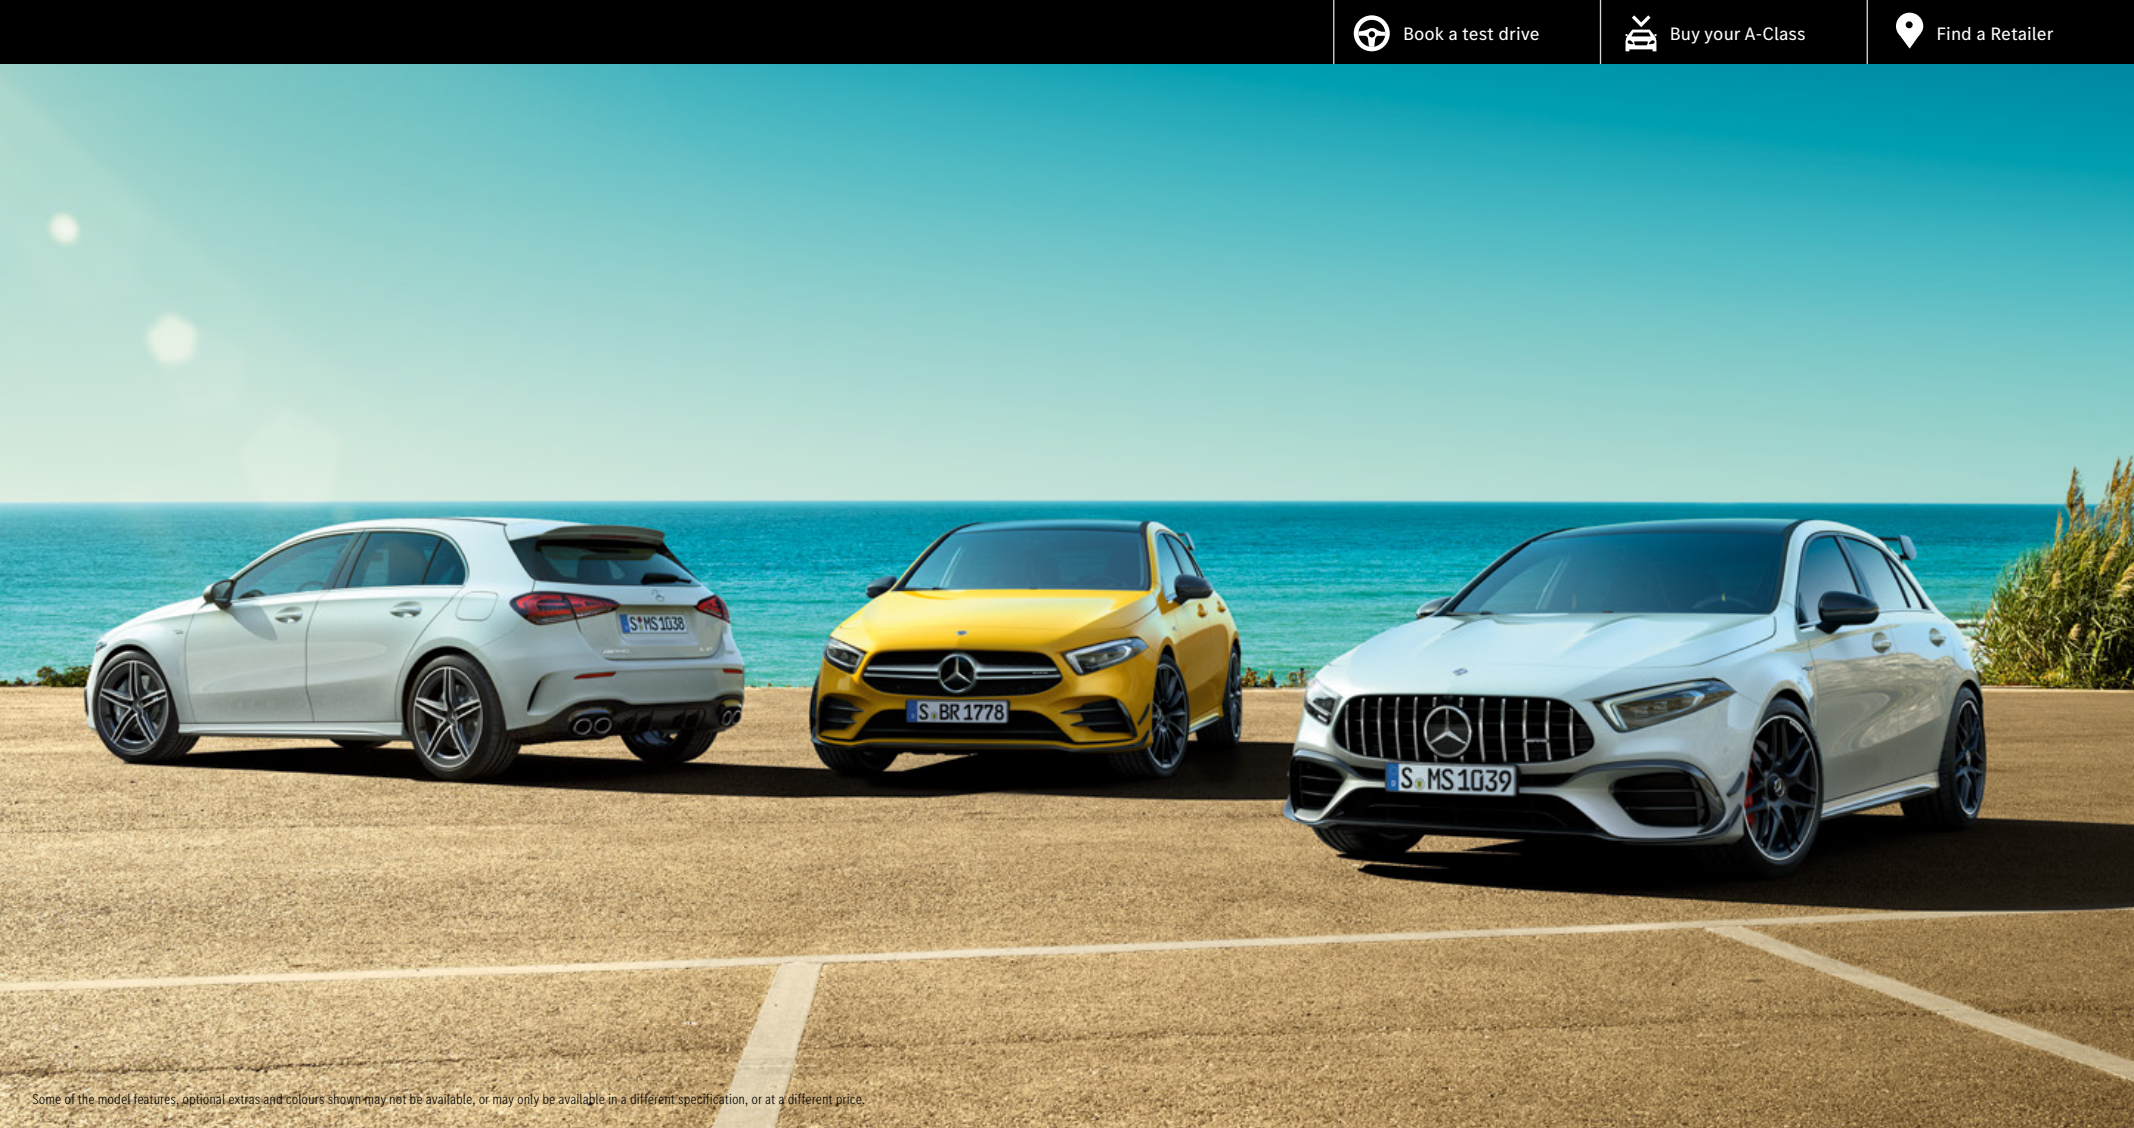 Book a test drive
Buy your A-Class
Find a Retailer
S MS 1038
S BR 1778
S MS 1039
Some of the model features, optional extras and colours shown may not be available, or may only be available in a different specification, or at a different price.